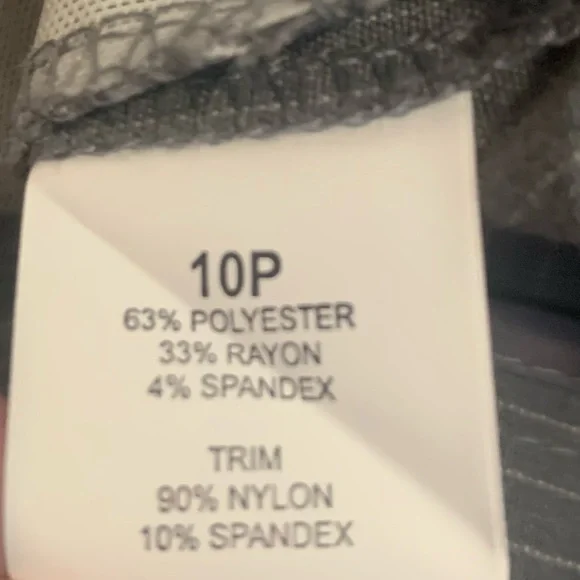 10P
63% POLYESTER
33% RAYON
4% SPANDEX
TRIM
90% NYLON
10% SPANDEX